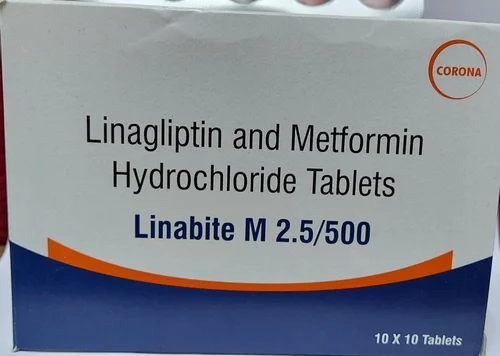 CORONA
Linagliptin and Metformin
Hydrochloride Tablets
Linabite M 2.5/500
10 X 10 Tablets